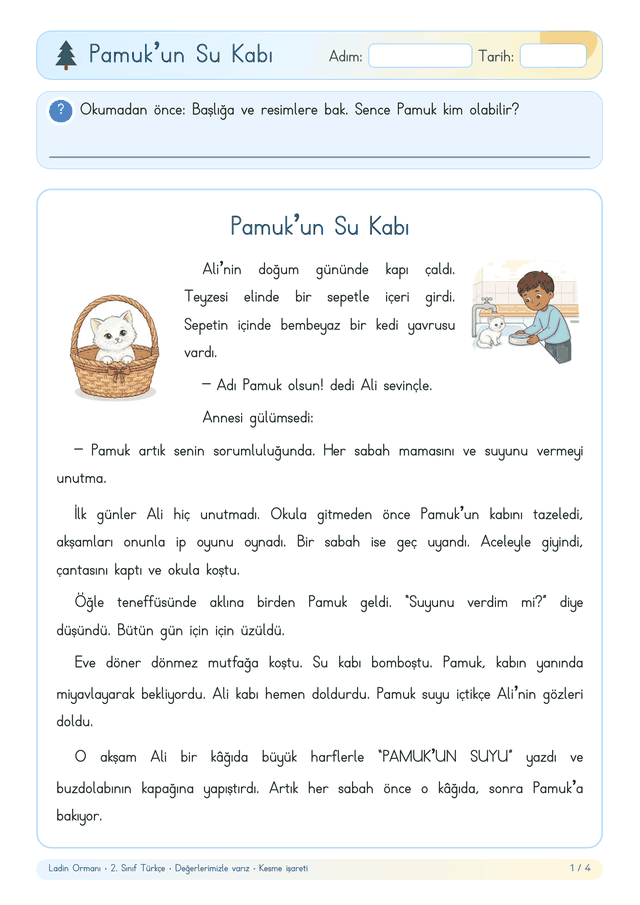 Pamuk’un Su Kabı
Adım:
Tarih:
? Okumadan önce: Başlığa ve resimlere bak. Sence Pamuk kim olabilir?
Pamuk’un Su Kabı
Ali’nin doğum gününde kapı çaldı.
Teyzesi elinde bir sepetle içeri girdi.
Sepetin içinde bembeyaz bir kedi yavrusu
vardı.
– Adı Pamuk olsun! dedi Ali sevinçle.
Annesi gülümsedi:
– Pamuk artık senin sorumluluğunda. Her sabah mamasını ve suyunu vermeyi
unutma.
İlk günler Ali hiç unutmadı. Okula gitmeden önce Pamuk’un kabını tazeledi,
akşamları onunla ip oyunu oynadı. Bir sabah ise geç uyandı. Aceleyle giyindi,
çantasını kaptı ve okula koştu.
Öğle teneffüsünde aklına birden Pamuk geldi. "Suyunu verdim mi?" diye
düşündü. Bütün gün için için üzüldü.
Eve döner dönmez mutfağa koştu. Su kabı bomboştu. Pamuk, kabın yanında
miyavlayarak bekliyordu. Ali kabı hemen doldurdu. Pamuk suyu içtikçe Ali’nin gözleri
doldu.
O akşam Ali bir kâğıda büyük harflerle "PAMUK’UN SUYU" yazdı ve
buzdolabının kapağına yapıştırdı. Artık her sabah önce o kâğıda, sonra Pamuk’a
bakıyor.
Ladin Ormanı • 2. Sınıf Türkçe • Değerlerimizle varız • Kesme işareti
1 / 4